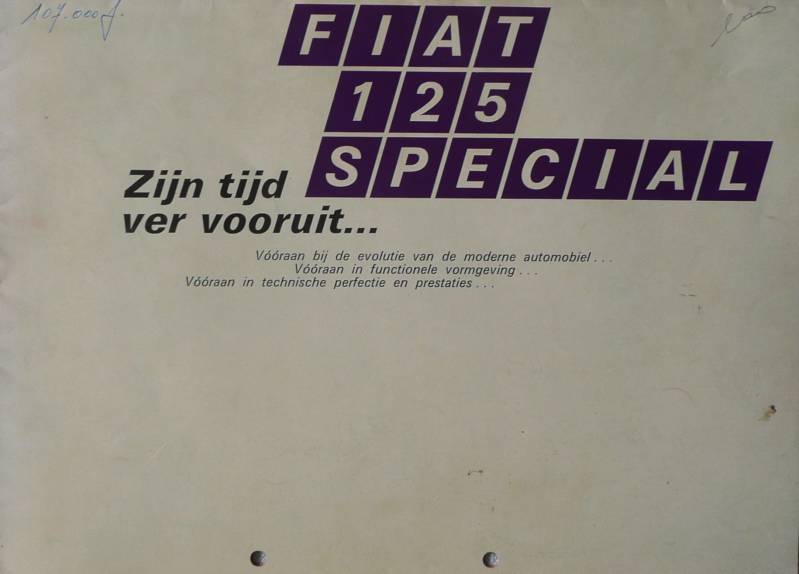 107.000 f.
FIAT
125
SPECIAL
Zijn tijd
ver vooruit...
Vóóraan bij de evolutie van de moderne automobiel...
Vóóraan in functionele vormgeving...
Vóóraan in technische perfectie en prestaties...